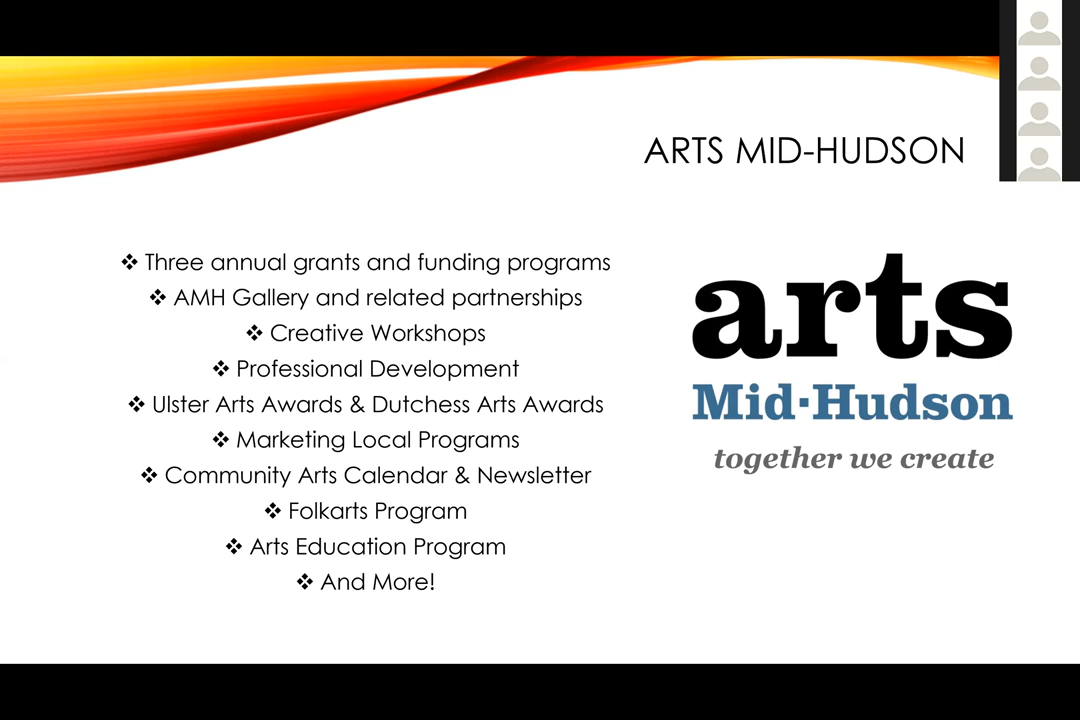 ARTS MID-HUDSON
❖ Three annual grants and funding programs
❖ AMH Gallery and related partnerships
❖ Creative Workshops
❖ Professional Development
❖ Ulster Arts Awards & Dutchess Arts Awards
❖ Marketing Local Programs
❖ Community Arts Calendar & Newsletter
❖ Folkarts Program
❖ Arts Education Program
❖ And More!
arts
Mid·Hudson
together we create